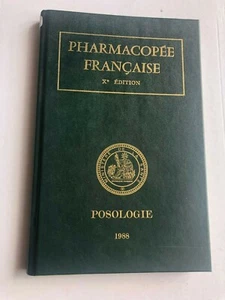 PHARMACOPÉE
FRANÇAISE
Xᵉ ÉDITION
POSOLOGIE
1988